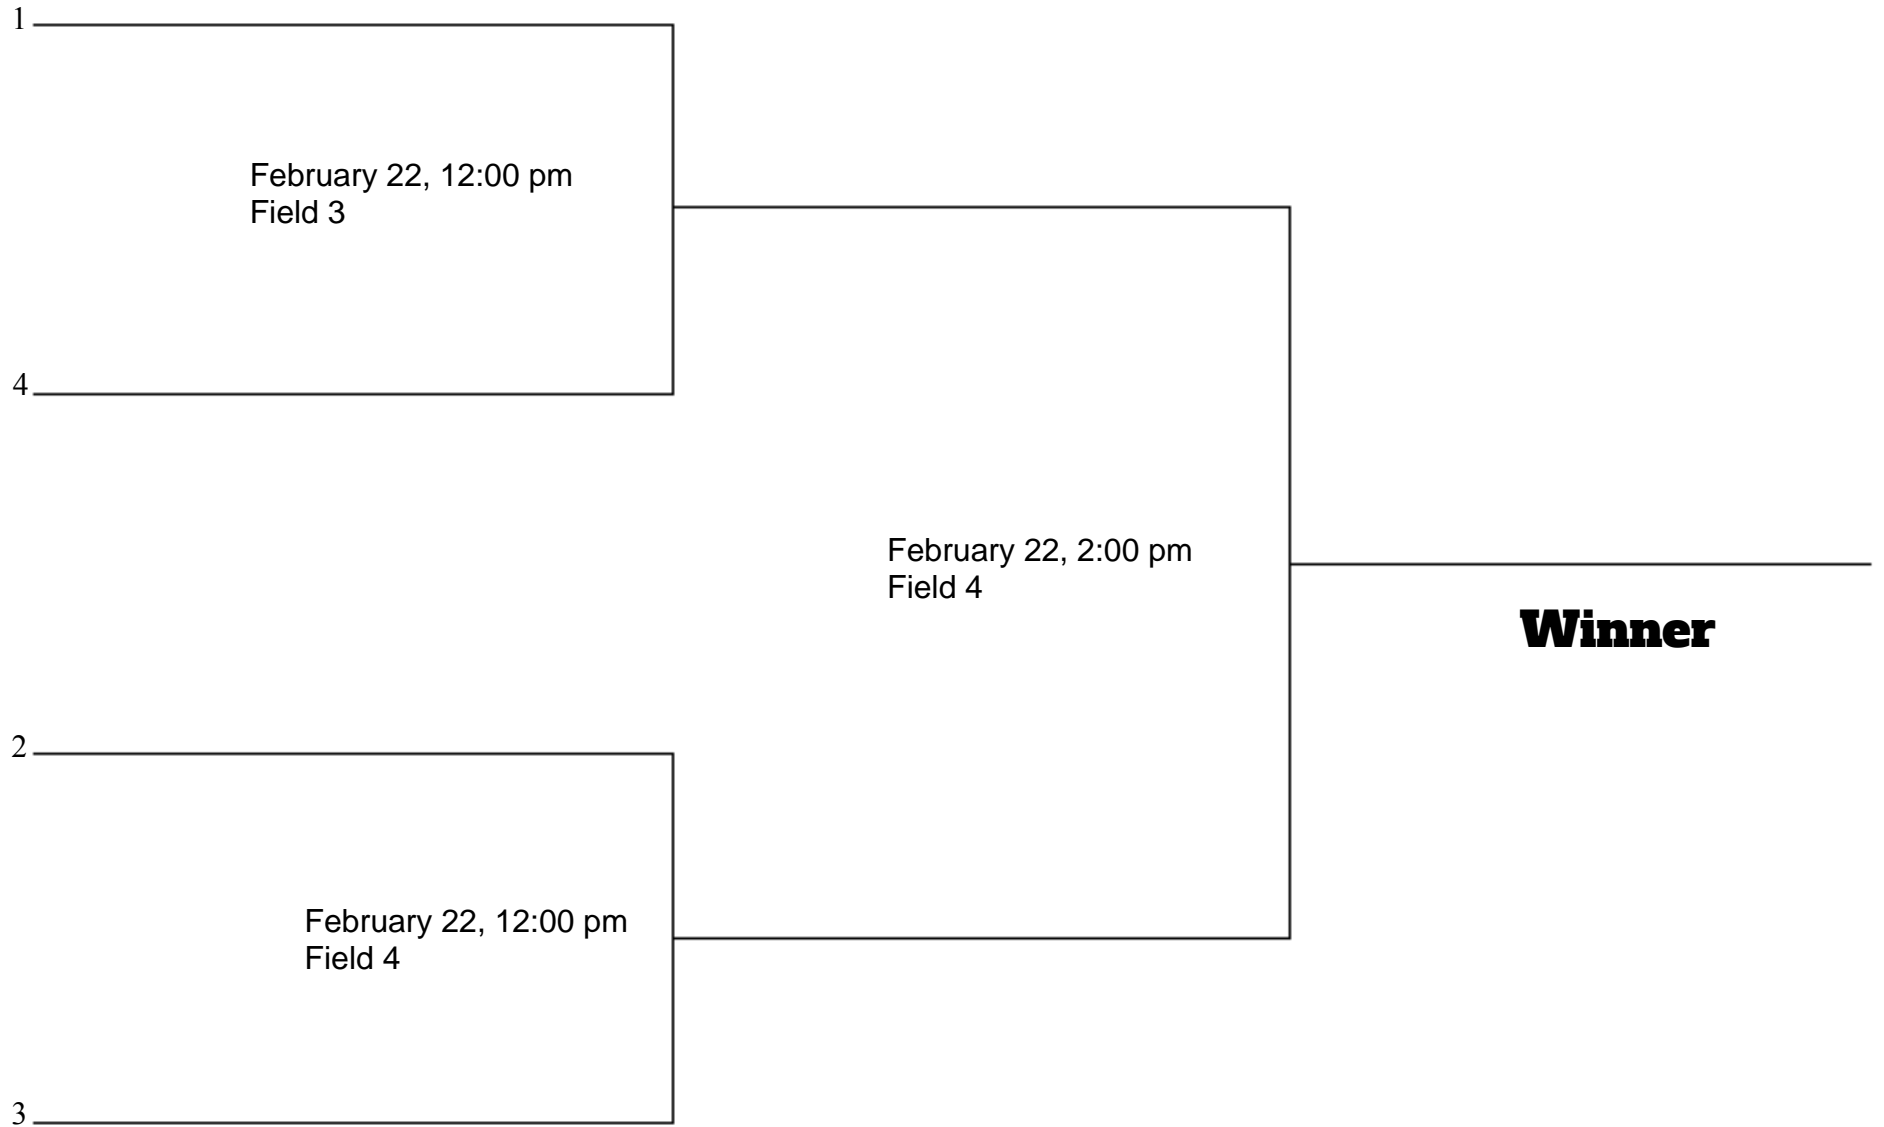 1
February 22, 12:00 pm
Field 3
4
February 22, 2:00 pm
Field 4
Winner
2
February 22, 12:00 pm
Field 4
3